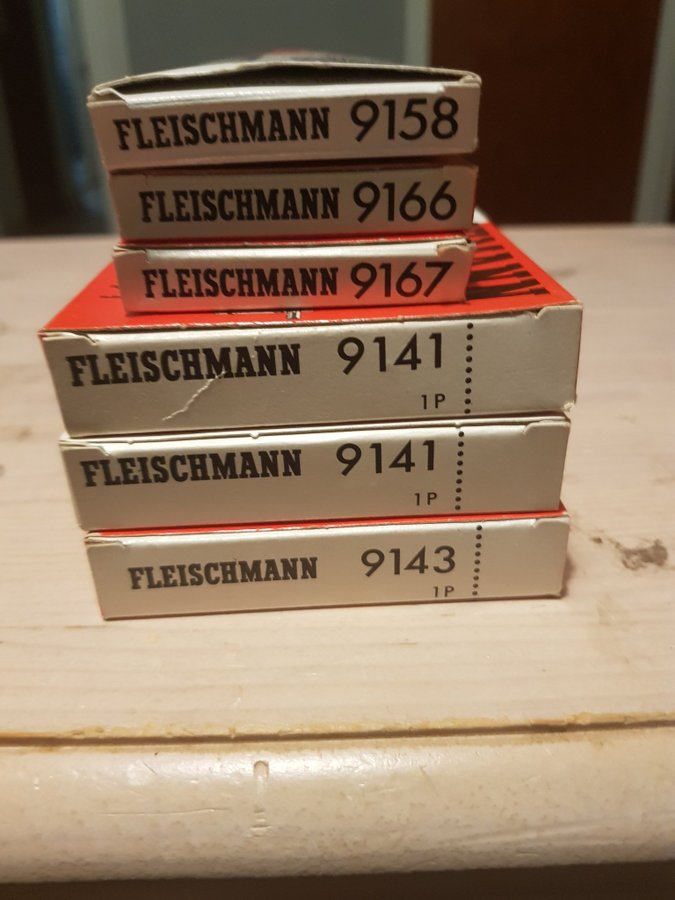 FLEISCHMANN 9158
FLEISCHMANN 9166
FLEISCHMANN 9167
FLEISCHMANN 9141
1P
FLEISCHMANN 9141
1P
FLEISCHMANN 9143
1P